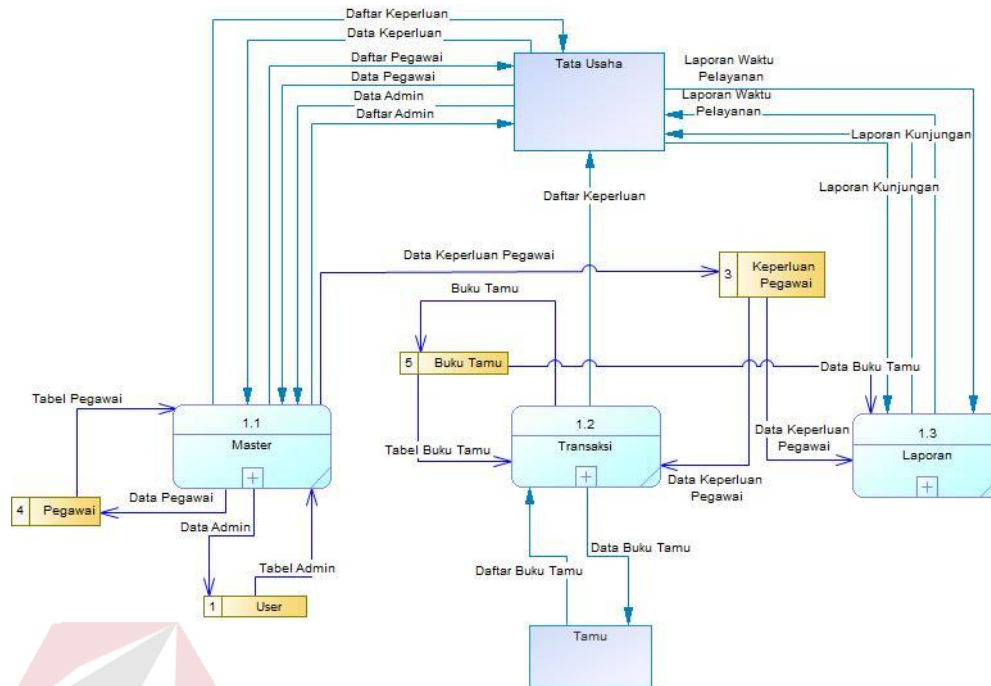 Daftar Keperluan
Data Keperluan
Daftar Pegawai
Data Pegawai
Data Admin
Daftar Admin
Tata Usaha
Laporan Waktu
Pelayanan
Laporan Waktu
Pelayanan
Laporan Kunjungan
Laporan Kunjungan
Daftar Keperluan
Data Keperluan Pegawai
3
Keperluan
Pegawai
Buku Tamu
5
Buku Tamu
Data Buku Tamu
Tabel Pegawai
1.1
Master
Tabel Buku Tamu
1.2
Transaksi
Data Keperluan
Pegawai
Data Keperluan
Pegawai
1.3
Laporan
4
Pegawai
Data Pegawai
Data Admin
Tabel Admin
1
User
Daftar Buku Tamu
Data Buku Tamu
Tamu